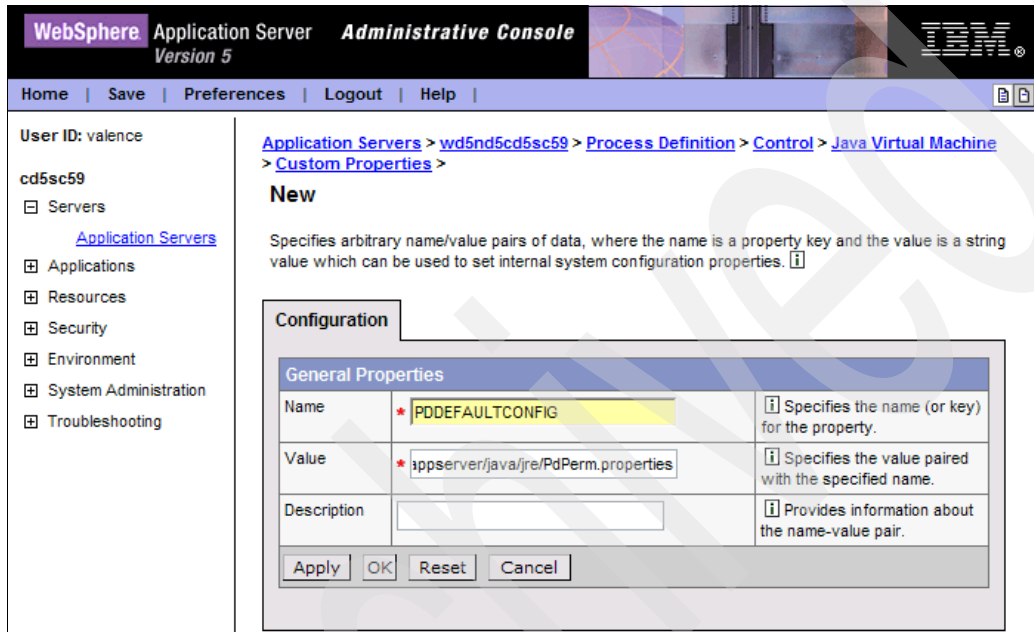 WebSphere Application Server Administrative Console
Version 5
IBM®
Home | Save | Preferences | Logout | Help |
User ID: valence
cd5sc59
Servers
Application Servers
Applications
Resources
Security
Environment
System Administration
Troubleshooting
Application Servers > wd5nd5cd5sc59 > Process Definition > Control > Java Virtual Machine
> Custom Properties >
New
Specifies arbitrary name/value pairs of data, where the name is a property key and the value is a string
value which can be used to set internal system configuration properties. i
Configuration
General Properties
Name * PDDEFAULTCONFIG i Specifies the name (or key)
for the property.
Value * appserver/java/jre/PdPerm.properties i Specifies the value paired
with the specified name.
Description i Provides information about
the name-value pair.
Apply OK Reset Cancel